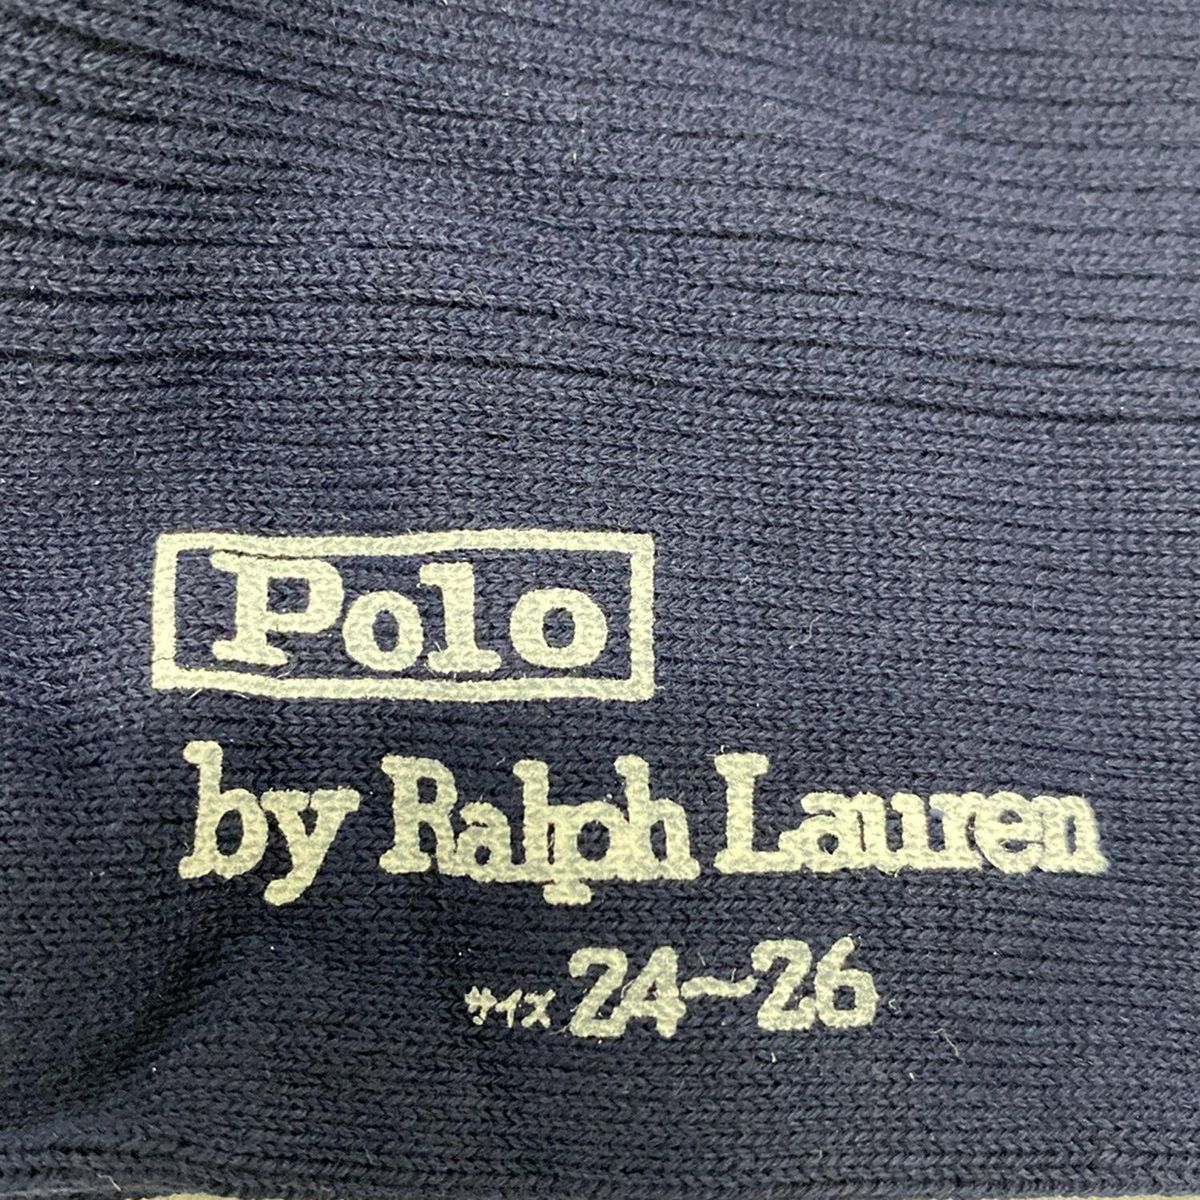 Polo
by Ralph Lauren
サイズ 24~26